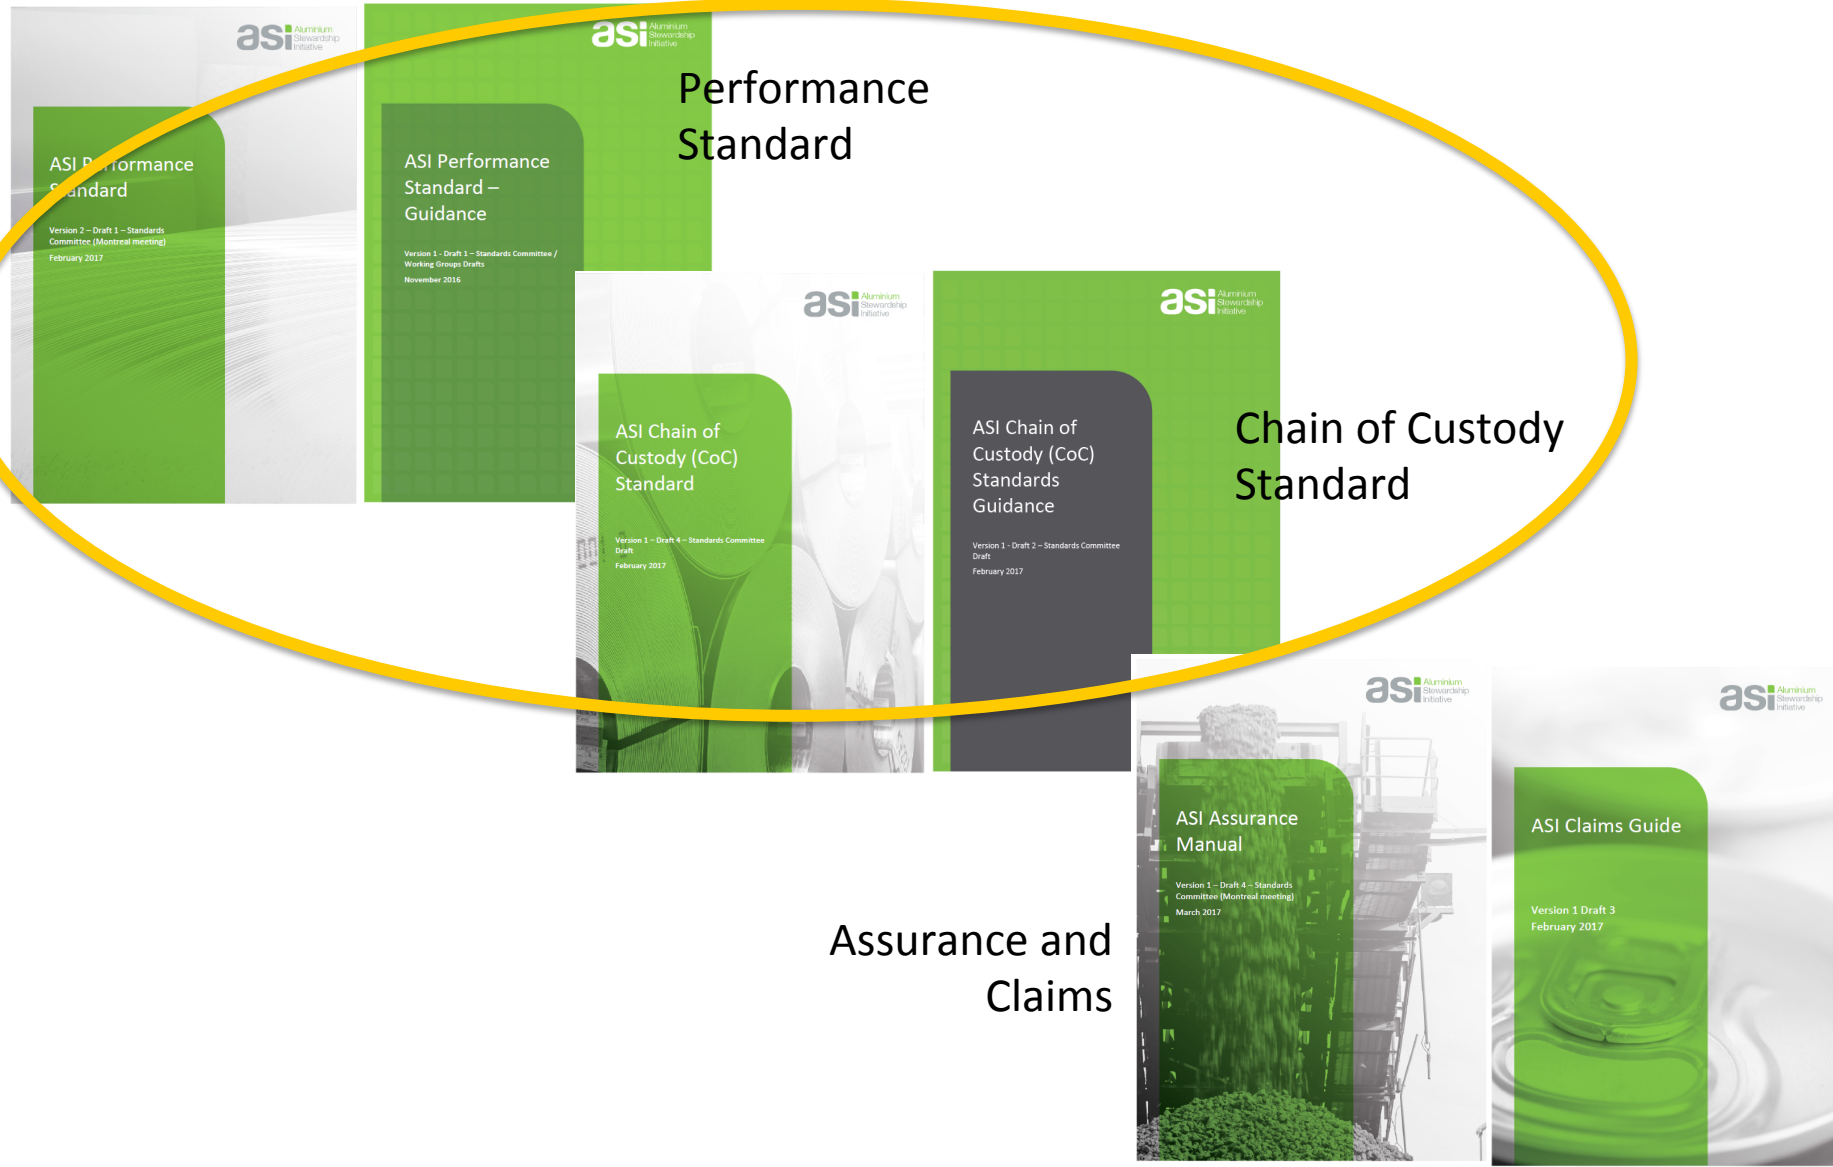 asi Aluminium
Stewardship
Initiative
ASI Performance
Standard
Version 2 – Draft 1 – Standards
Committee (Montreal meeting)
February 2017
asi Aluminium
Stewardship
Initiative
ASI Performance
Standard –
Guidance
Version 1 - Draft 1 – Standards Committee /
Working Groups Drafts
November 2016
Performance
Standard
asi Aluminium
Stewardship
Initiative
ASI Chain of
Custody (CoC)
Standard
Version 1 – Draft 4 – Standards Committee
Draft
February 2017
asi Aluminium
Stewardship
Initiative
ASI Chain of
Custody (CoC)
Standards
Guidance
Version 1 - Draft 2 – Standards Committee
Draft
February 2017
Chain of Custody
Standard
asi Aluminium
Stewardship
Initiative
ASI Assurance
Manual
Version 1 – Draft 4 – Standards
Committee (Montreal meeting)
March 2017
asi Aluminium
Stewardship
Initiative
ASI Claims Guide
Version 1 Draft 3
February 2017
Assurance and
Claims